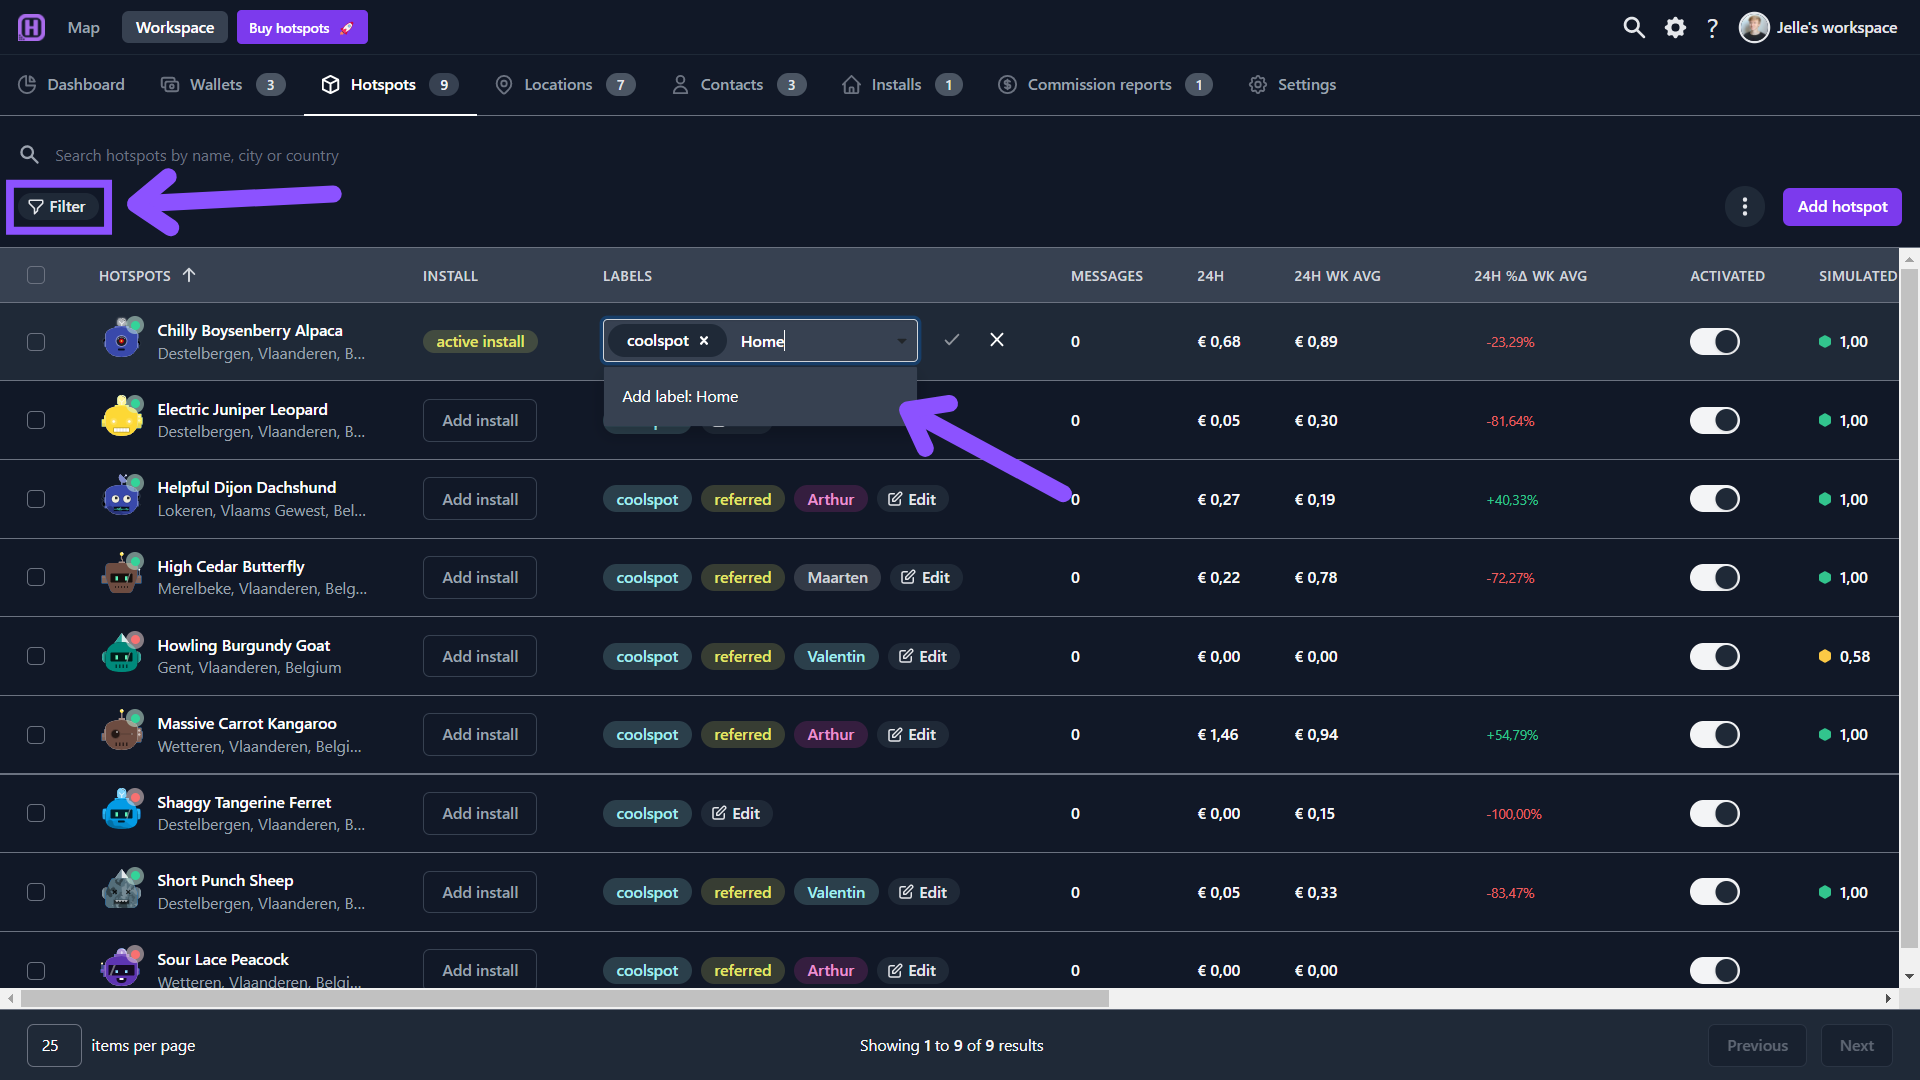 H Map Workspace Buy hotspots ? Jelle's workspace
Dashboard Wallets 3 Hotspots 9 Locations 7 Contacts 3 Installs 1 Commission reports 1 Settings
Search hotspots by name, city or country
Filter Add hotspot
HOTSPOTS INSTALL LABELS MESSAGES 24H 24H WK AVG 24H %Δ WK AVG ACTIVATED SIMULATED
Chilly Boysenberry Alpaca
Destelbergen, Vlaanderen, B...
active install coolspot × Home 0 € 0,68 € 0,89 -23,29% 1,00
Add label: Home
Electric Juniper Leopard
Destelbergen, Vlaanderen, B...
Add install 0 € 0,05 € 0,30 -81,64% 1,00
Helpful Dijon Dachshund
Lokeren, Vlaams Gewest, Bel...
Add install coolspot referred Arthur Edit 0 € 0,27 € 0,19 +40,33% 1,00
High Cedar Butterfly
Merelbeke, Vlaanderen, Belg...
Add install coolspot referred Maarten Edit 0 € 0,22 € 0,78 -72,27% 1,00
Howling Burgundy Goat
Gent, Vlaanderen, Belgium
Add install coolspot referred Valentin Edit 0 € 0,00 € 0,00 0,58
Massive Carrot Kangaroo
Wetteren, Vlaanderen, Belgi...
Add install coolspot referred Arthur Edit 0 € 1,46 € 0,94 +54,79% 1,00
Shaggy Tangerine Ferret
Destelbergen, Vlaanderen, B...
Add install coolspot Edit 0 € 0,00 € 0,15 -100,00%
Short Punch Sheep
Destelbergen, Vlaanderen, B...
Add install coolspot referred Valentin Edit 0 € 0,05 € 0,33 -83,47% 1,00
Sour Lace Peacock
Wetteren, Vlaanderen, Belgi...
Add install coolspot referred Arthur Edit 0 € 0,00 € 0,00
25 items per page Showing 1 to 9 of 9 results Previous Next